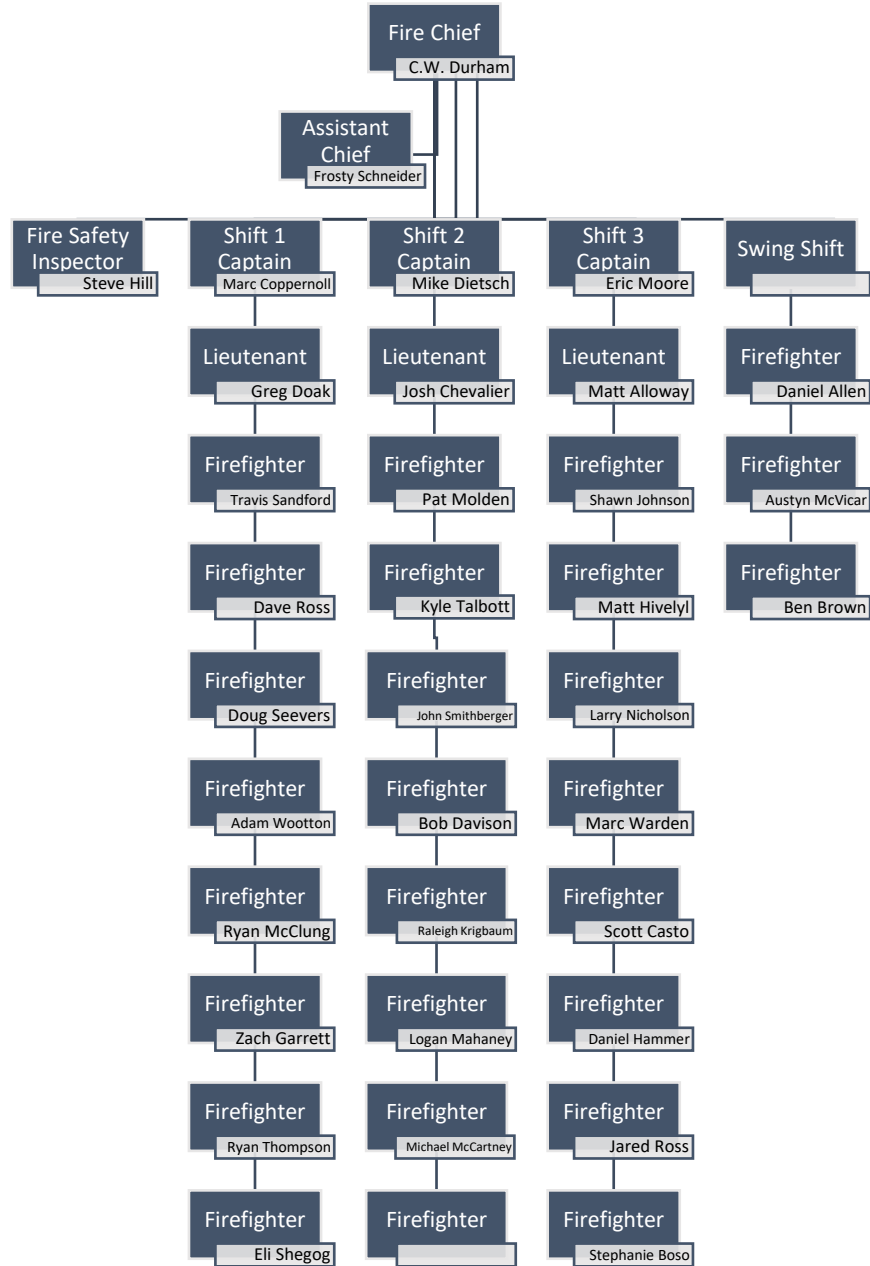 Fire Chief
C.W. Durham
Assistant
Chief
Frosty Schneider
Fire Safety
Inspector
Steve Hill
Shift 1
Captain
Marc Coppernoll
Shift 2
Captain
Mike Dietsch
Shift 3
Captain
Eric Moore
Swing Shift
Lieutenant
Greg Doak
Lieutenant
Josh Chevalier
Lieutenant
Matt Alloway
Firefighter
Daniel Allen
Firefighter
Travis Sandford
Firefighter
Pat Molden
Firefighter
Shawn Johnson
Firefighter
Austyn McVicar
Firefighter
Dave Ross
Firefighter
Kyle Talbott
Firefighter
Matt Hivelyl
Firefighter
Ben Brown
Firefighter
Doug Seevers
Firefighter
John Smithberger
Firefighter
Larry Nicholson
Firefighter
Adam Wootton
Firefighter
Bob Davison
Firefighter
Marc Warden
Firefighter
Ryan McClung
Firefighter
Raleigh Krigbaum
Firefighter
Scott Casto
Firefighter
Zach Garrett
Firefighter
Logan Mahaney
Firefighter
Daniel Hammer
Firefighter
Ryan Thompson
Firefighter
Michael McCartney
Firefighter
Jared Ross
Firefighter
Eli Shegog
Firefighter
Firefighter
Stephanie Boso